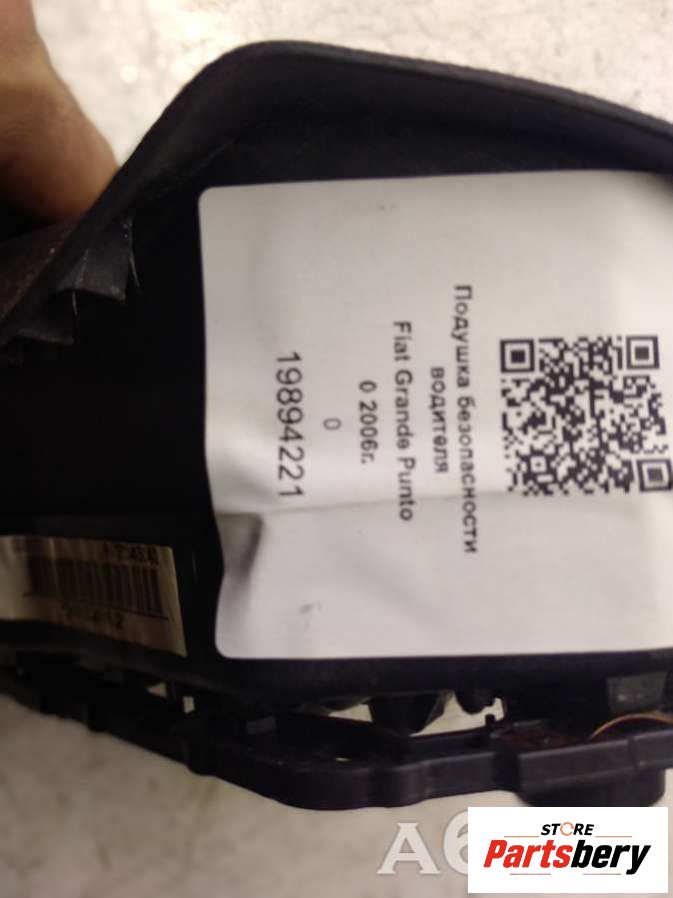 Подушка безопасности
водителя
Fiat Grande Punto
0 2006г.
0
19894221
A
STORE
Partsbery